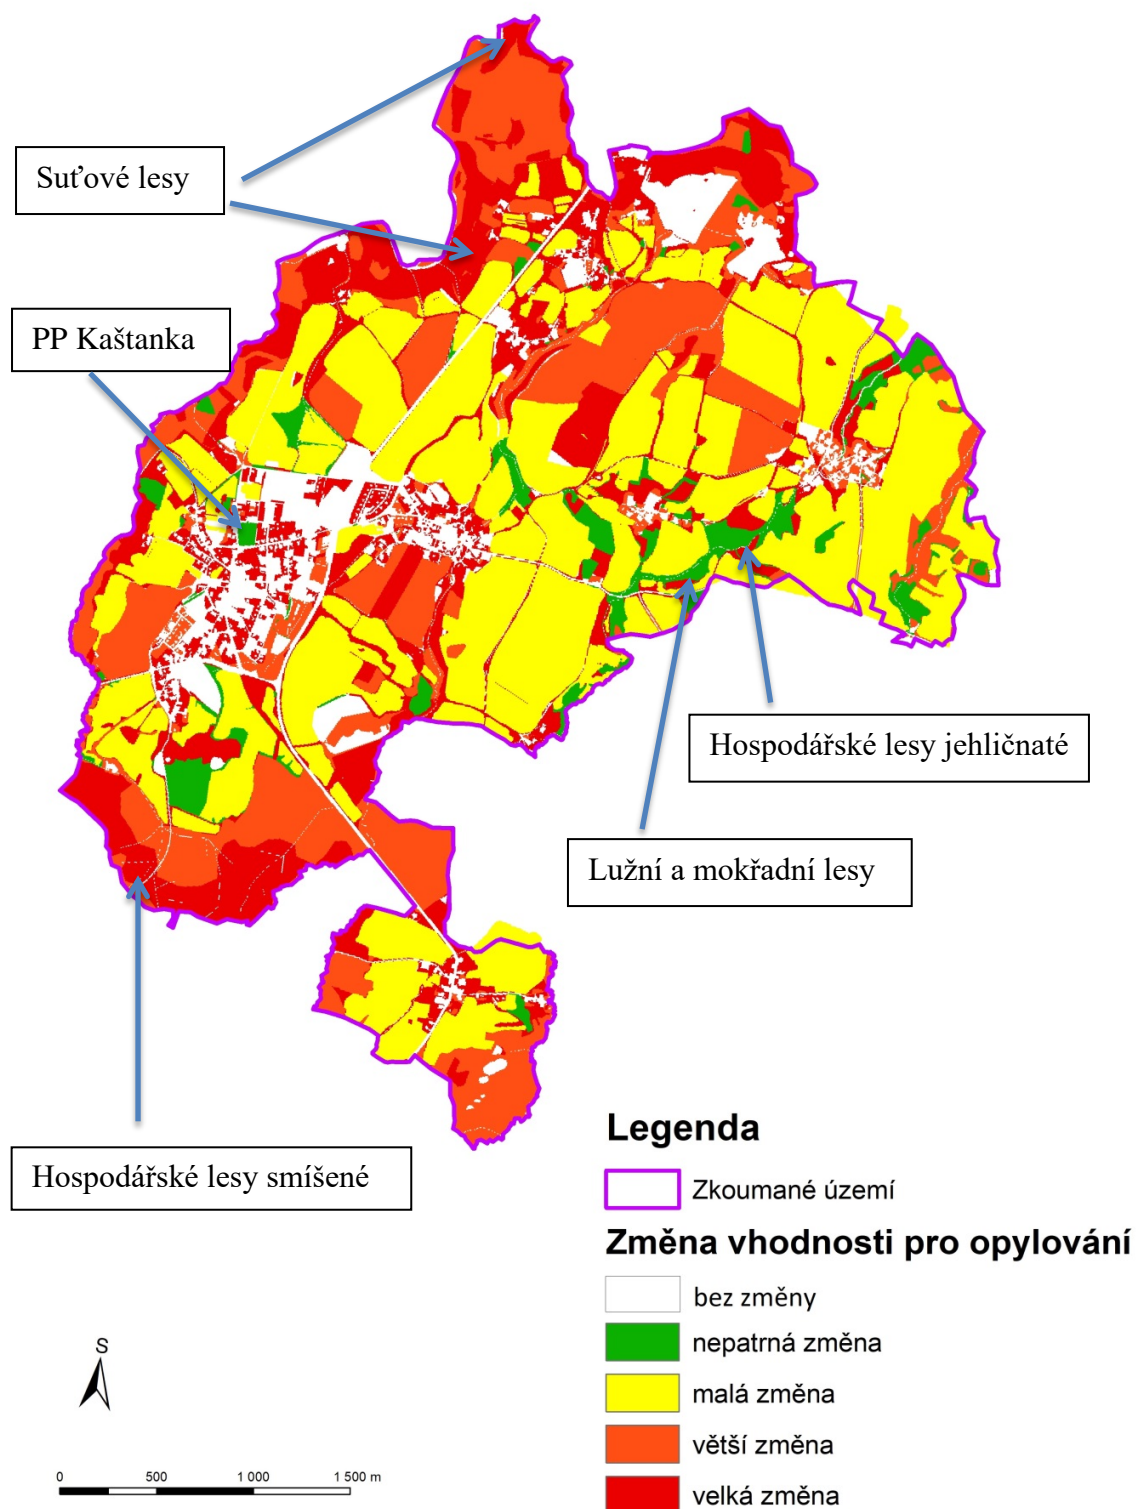 Suťové lesy
PP Kaštanka
Hospodářské lesy jehličnaté
Lužní a mokřadní lesy
Hospodářské lesy smíšené
Legenda
Zkoumané území
Změna vhodnosti pro opylování
bez změny
nepatrná změna
malá změna
větší změna
velká změna
S
0 500 1 000 1 500 m